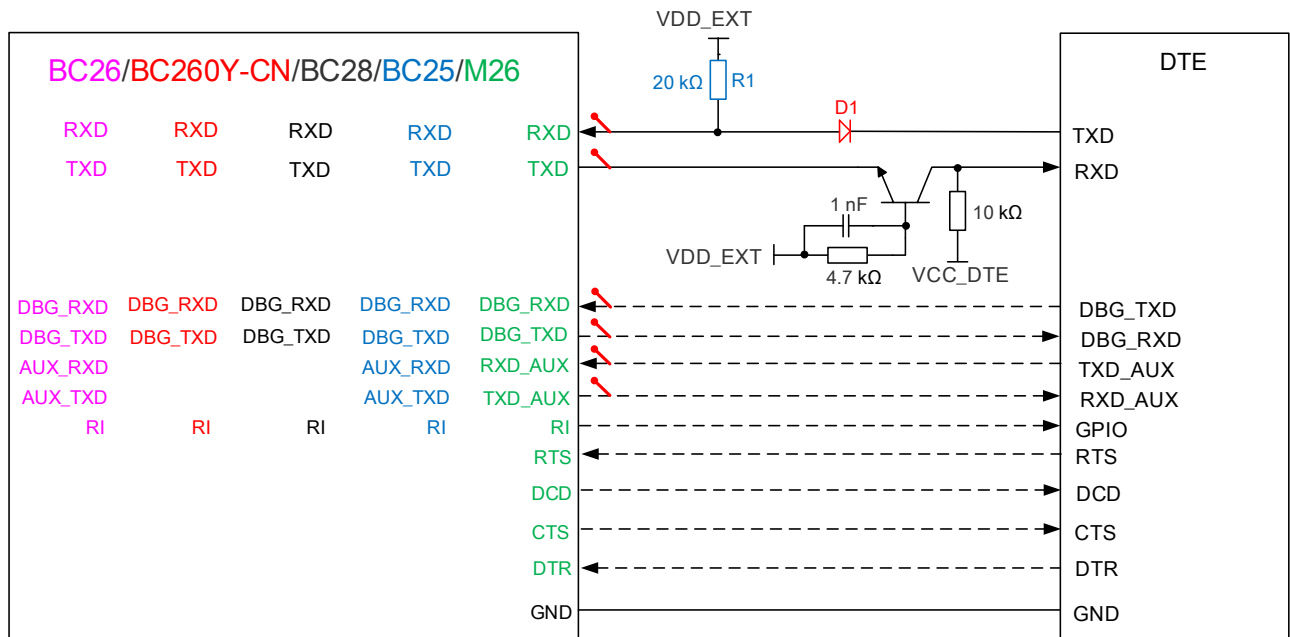 VDD_EXT
BC26/BC260Y-CN/BC28/BC25/M26
DTE
20 kΩ R1
D1
RXD RXD RXD RXD RXD TXD
TXD TXD TXD TXD TXD RXD
1 nF
10 kΩ
VDD_EXT
4.7 kΩ
VCC_DTE
DBG_RXD DBG_RXD DBG_RXD DBG_RXD DBG_RXD DBG_TXD
DBG_TXD DBG_TXD DBG_TXD DBG_TXD DBG_TXD DBG_RXD
AUX_RXD AUX_RXD RXD_AUX TXD_AUX
AUX_TXD AUX_TXD TXD_AUX RXD_AUX
RI RI RI RI RI GPIO
RTS RTS
DCD DCD
CTS CTS
DTR DTR
GND GND